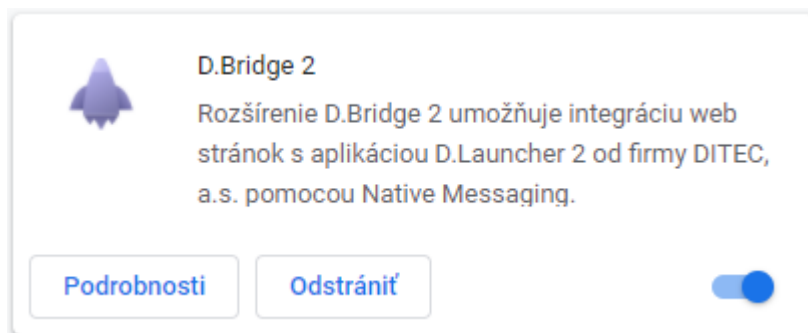 D.Bridge 2
Rozšírenie D.Bridge 2 umožňuje integráciu web
stránok s aplikáciou D.Launcher 2 od firmy DITEC,
a.s. pomocou Native Messaging.
Podrobnosti
Odstrániť